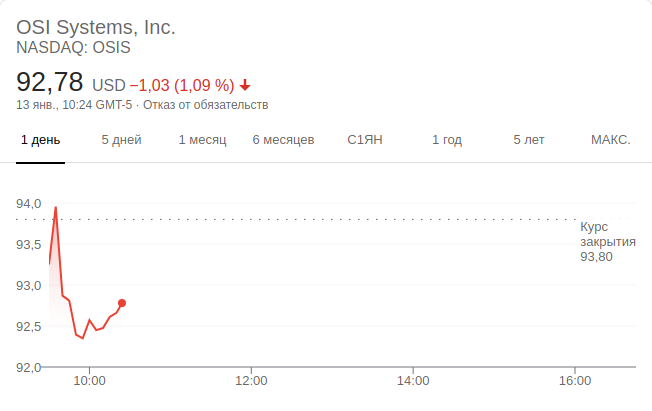 OSI Systems, Inc.
NASDAQ: OSIS
92,78 USD −1,03 (1,09 %)
13 янв., 10:24 GMT-5 · Отказ от обязательств
1 день 5 дней 1 месяц 6 месяцев С1ЯН 1 год 5 лет МАКС.
94,0
Курс
закрытия
93,80
93,5
93,0
92,5
92,0
10:00 12:00 14:00 16:00